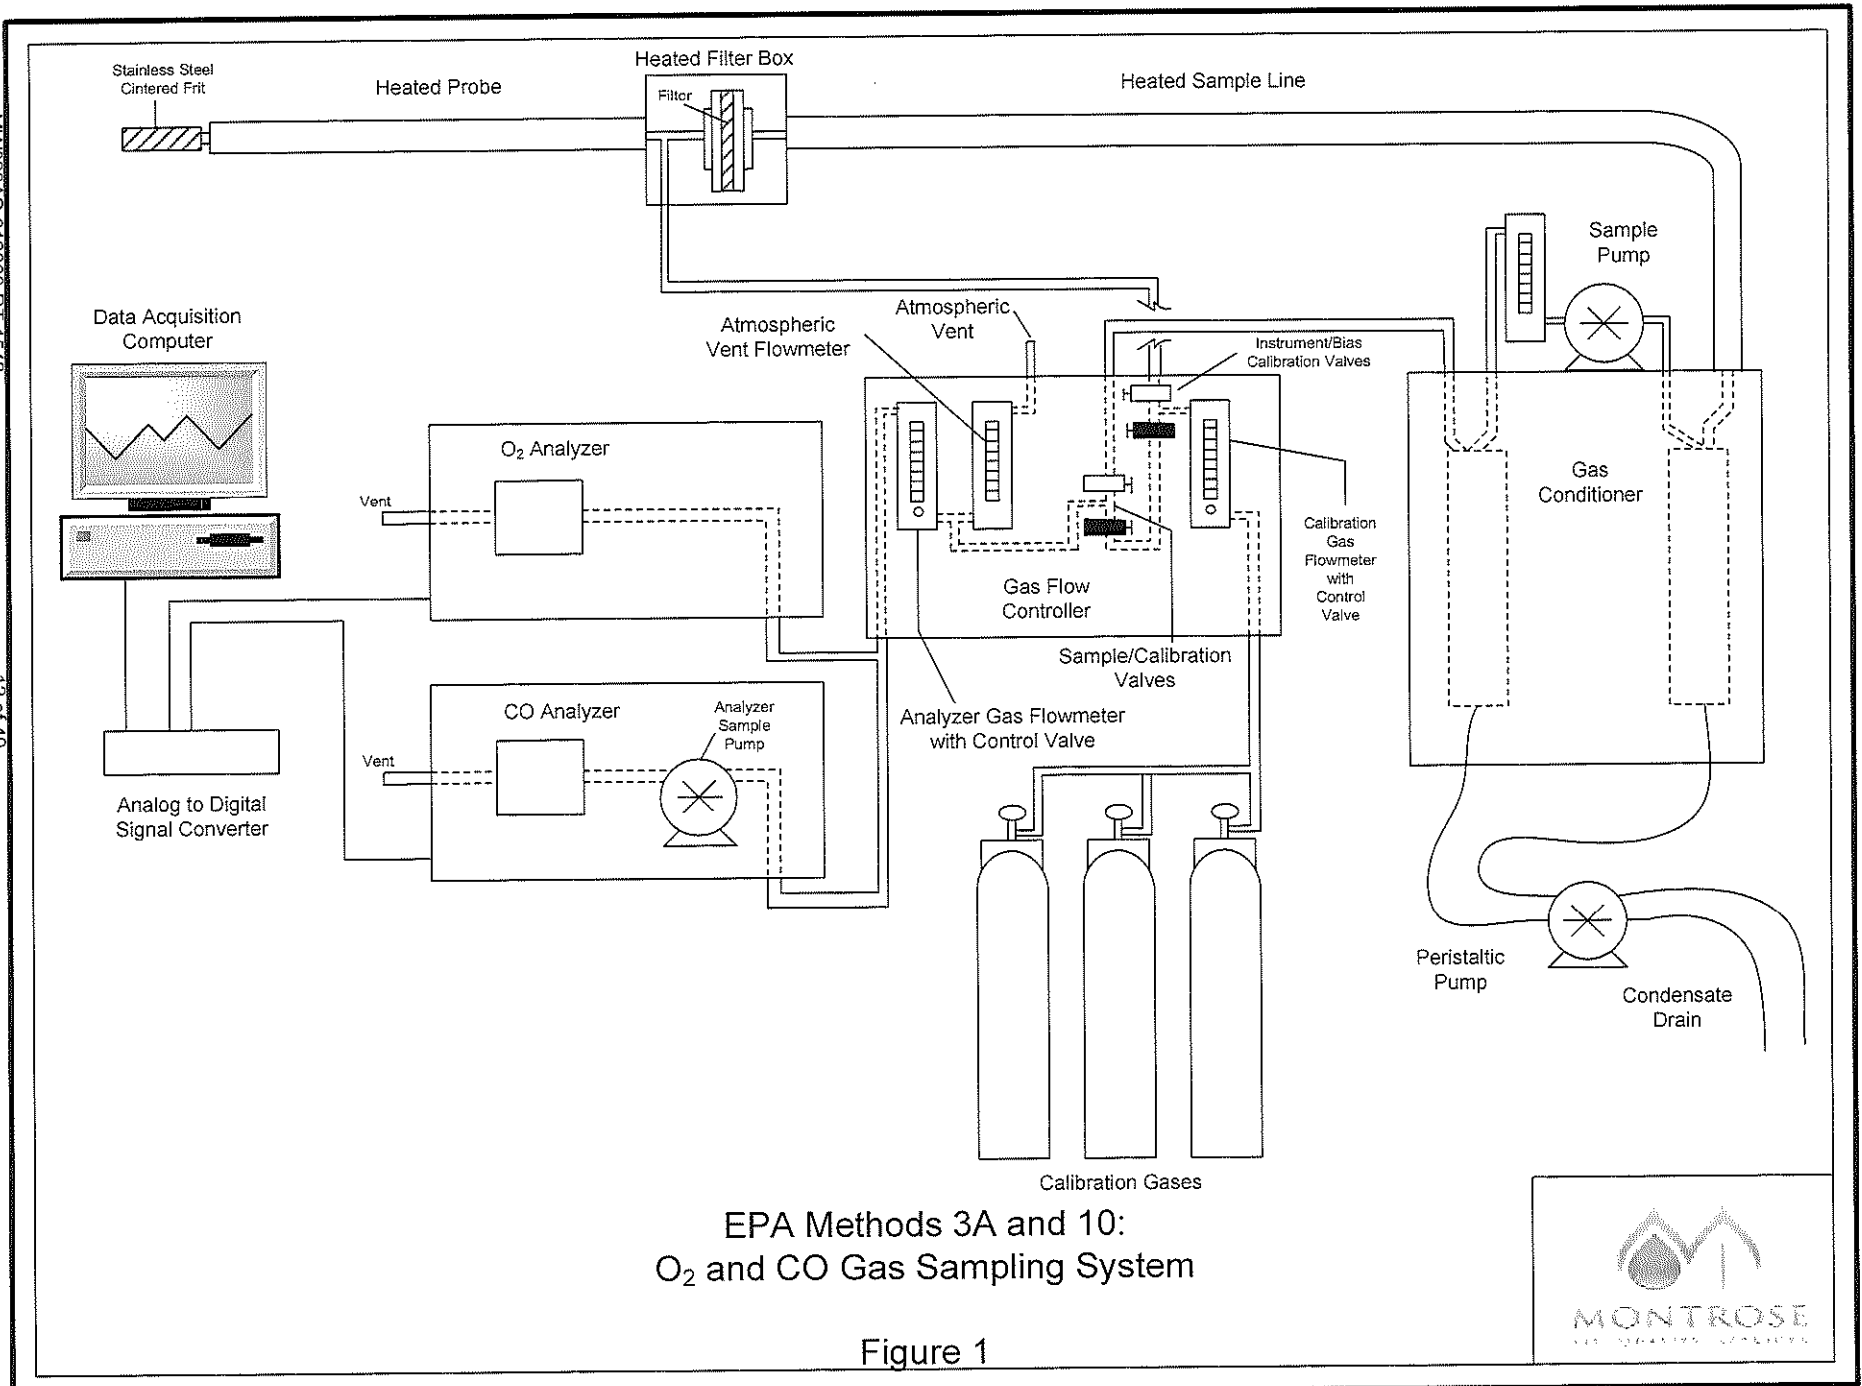 Heated Filter Box
Stainless Steel
Cintered Frit
Heated Probe
Filter
Heated Sample Line
Sample
Pump
Data Acquisition
Computer
Atmospheric
Vent Flowmeter
Atmospheric
Vent
Instrument/Bias
Calibration Valves
O₂ Analyzer
Vent
Gas
Conditioner
Calibration
Gas
Flowmeter
with
Control
Valve
Gas Flow
Controller
Sample/Calibration
Valves
CO Analyzer
Analyzer
Sample
Pump
Vent
Analyzer Gas Flowmeter
with Control Valve
Analog to Digital
Signal Converter
Peristaltic
Pump
Condensate
Drain
Calibration Gases
EPA Methods 3A and 10:
O₂ and CO Gas Sampling System
Figure 1
MONTROSE